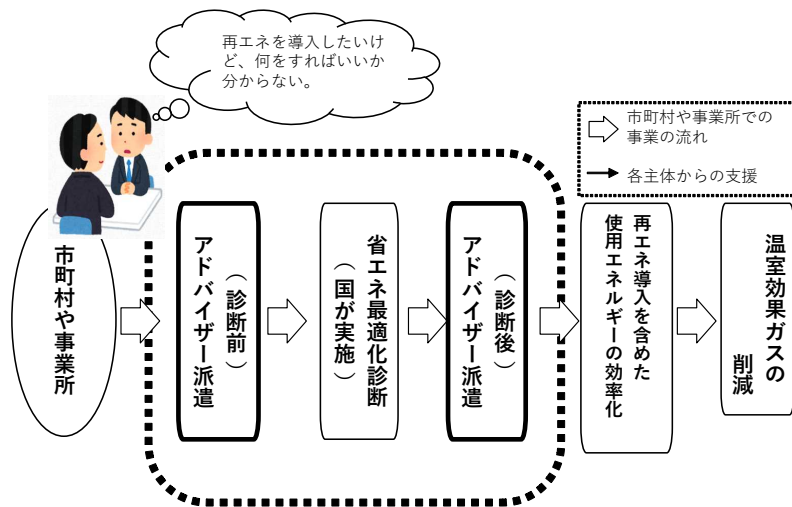 再エネを導入したいけ
ど、何をすればいいか
分からない。
市町村や事業所での
事業の流れ
各主体からの支援
市町村や事業所
アドバイザー派遣
（診断前）
省エネ最適化診断
（国が実施）
アドバイザー派遣
（診断後）
再エネ導入を含めた
使用エネルギーの効率化
温室効果ガスの
削減